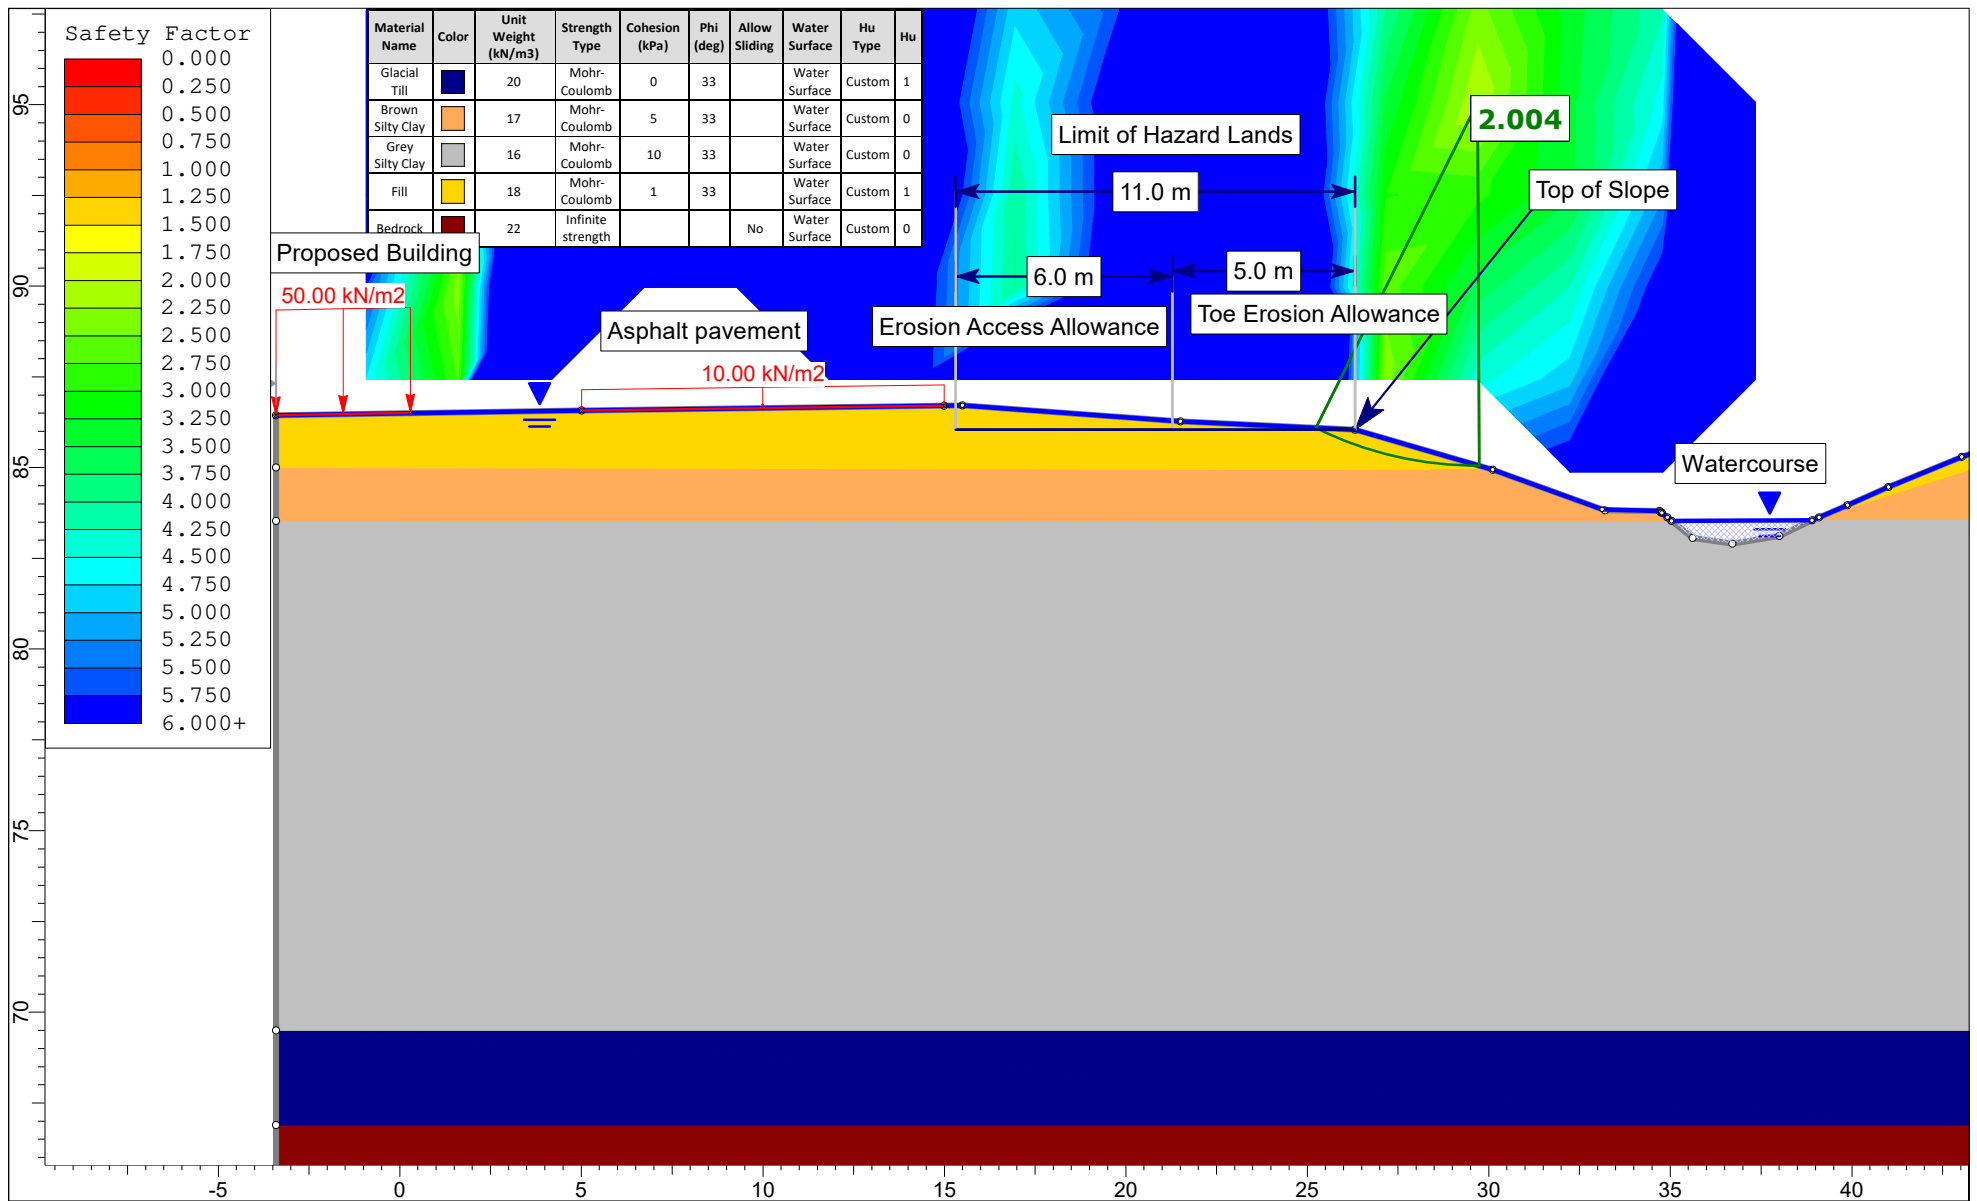 Safety Factor
0.000
0.250
0.500
0.750
1.000
1.250
1.500
1.750
2.000
2.250
2.500
2.750
3.000
3.250
3.500
3.750
4.000
4.250
4.500
4.750
5.000
5.250
5.500
5.750
6.000+
Material Name Color Unit Weight (kN/m3) Strength Type Cohesion (kPa) Phi (deg) Allow Sliding Water Surface Hu Type Hu
Glacial Till 20 Mohr-Coulomb 0 33 Water Surface Custom 1
Brown Silty Clay 17 Mohr-Coulomb 5 33 Water Surface Custom 0
Grey Silty Clay 16 Mohr-Coulomb 10 33 Water Surface Custom 0
Fill 18 Mohr-Coulomb 1 33 Water Surface Custom 1
Bedrock 22 Infinite strength No Water Surface Custom 0
Limit of Hazard Lands
2.004
11.0 m
Top of Slope
Proposed Building
6.0 m
5.0 m
50.00 kN/m2
Asphalt pavement
Erosion Access Allowance
Toe Erosion Allowance
10.00 kN/m2
Watercourse
95
90
85
80
75
70
-5
0
5
10
15
20
25
30
35
40